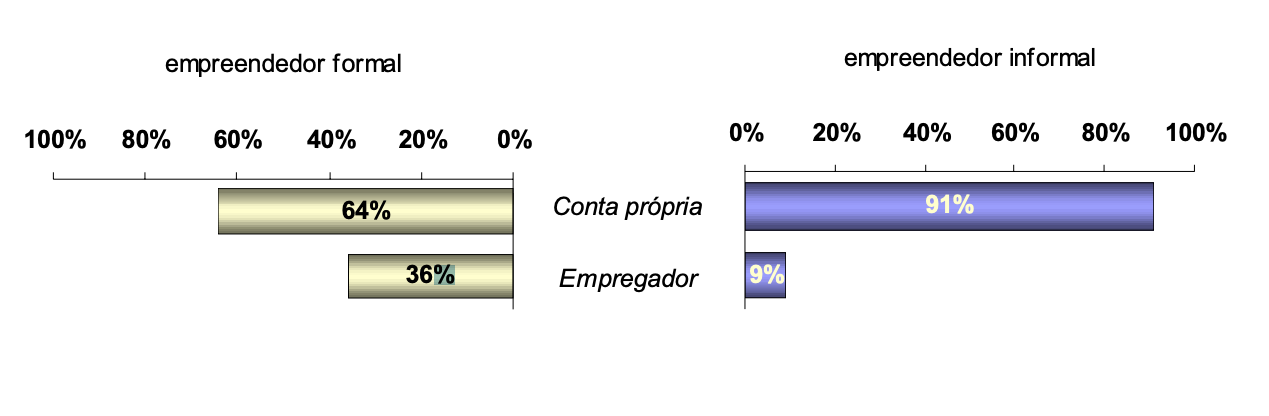 empreendedor formal
empreendedor informal
100% 80% 60% 40% 20% 0%
0% 20% 40% 60% 80% 100%
64%
Conta própria
91%
36%
Empregador
9%